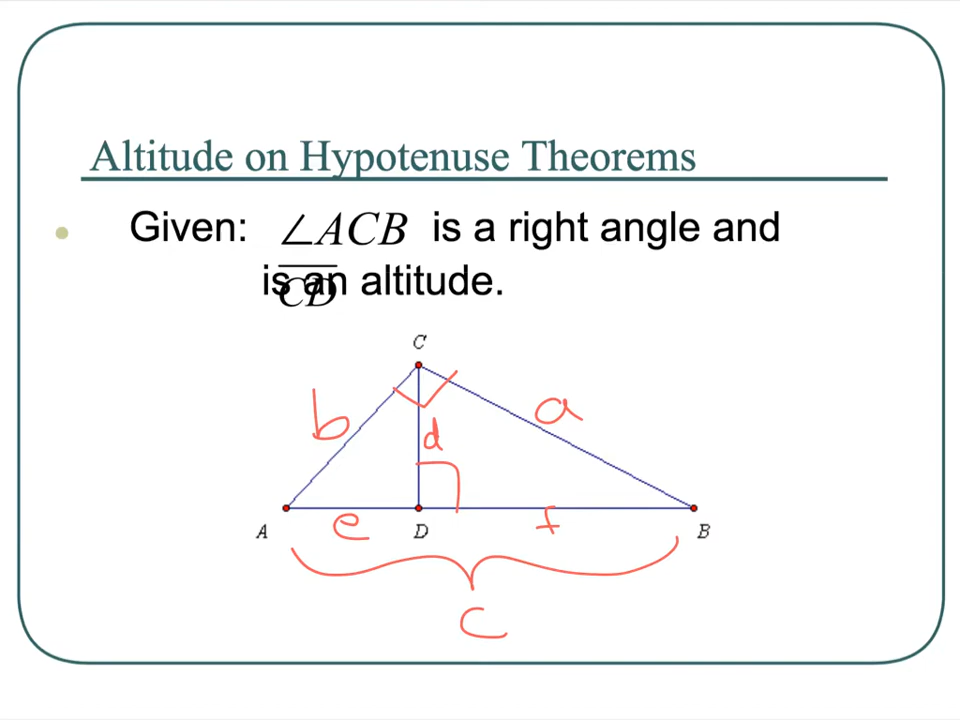 Altitude on Hypotenuse Theorems
Given: ∠ACB is a right angle and
CD is an altitude.
C
b
a
d
A
e
D
f
B
c